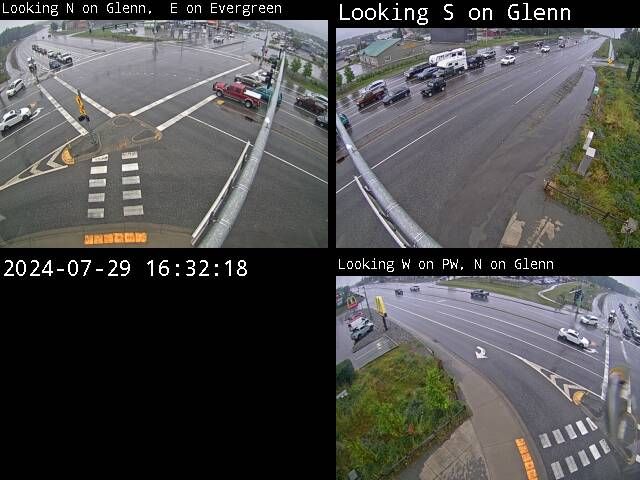 Looking N on Glenn,  E on Evergreen
Looking S on Glenn
2024-07-29 16:32:18
Looking W on PW, N on Glenn